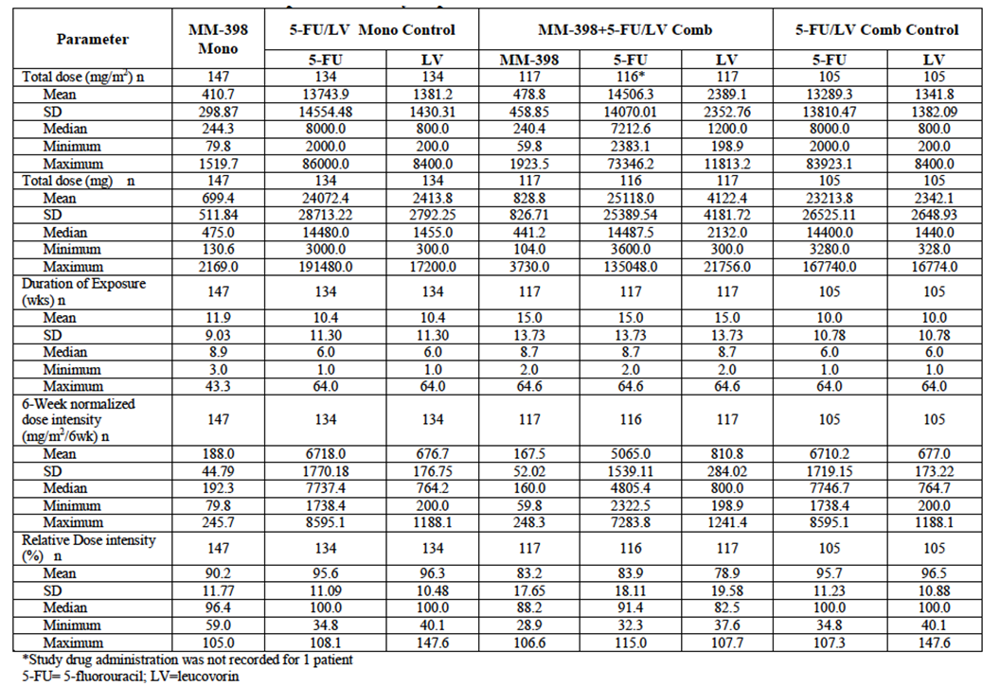 Parameter MM-398 Mono 5-FU/LV Mono Control MM-398+5-FU/LV Comb 5-FU/LV Comb Control
5-FU LV MM-398 5-FU LV 5-FU LV
Total dose (mg/m²) n 147 134 134 117 116* 117 105 105
Mean 410.7 13743.9 1381.2 478.8 14506.3 2389.1 13289.3 1341.8
SD 298.87 14554.48 1430.31 458.85 14070.01 2352.76 13810.47 1382.09
Median 244.3 8000.0 800.0 240.4 7212.6 1200.0 8000.0 800.0
Minimum 79.8 2000.0 200.0 59.8 2383.1 198.9 2000.0 200.0
Maximum 1519.7 86000.0 8400.0 1923.5 73346.2 11813.2 83923.1 8400.0
Total dose (mg) n 147 134 134 117 116 117 105 105
Mean 699.4 24072.4 2413.8 828.8 25118.0 4122.4 23213.8 2342.1
SD 511.84 28713.22 2792.25 826.71 25389.54 4181.72 26525.11 2648.93
Median 475.0 14480.0 1455.0 441.2 14487.5 2132.0 14400.0 1440.0
Minimum 130.6 3000.0 300.0 104.0 3600.0 300.0 3280.0 328.0
Maximum 2169.0 191480.0 17200.0 3730.0 135048.0 21756.0 167740.0 16774.0
Duration of Exposure (wks) n 147 134 134 117 117 117 105 105
Mean 11.9 10.4 10.4 15.0 15.0 15.0 10.0 10.0
SD 9.03 11.30 11.30 13.73 13.73 13.73 10.78 10.78
Median 8.9 6.0 6.0 8.7 8.7 8.7 6.0 6.0
Minimum 3.0 1.0 1.0 2.0 2.0 2.0 1.0 1.0
Maximum 43.3 64.0 64.0 64.6 64.6 64.6 64.0 64.0
6-Week normalized dose intensity (mg/m²/6wk) n 147 134 134 117 116 117 105 105
Mean 188.0 6718.0 676.7 167.5 5065.0 810.8 6710.2 677.0
SD 44.79 1770.18 176.75 52.02 1539.11 284.02 1719.15 173.22
Median 192.3 7737.4 764.2 160.0 4805.4 800.0 7746.7 764.7
Minimum 79.8 1738.4 200.0 59.8 2322.5 198.9 1738.4 200.0
Maximum 245.7 8595.1 1188.1 248.3 7283.8 1241.4 8595.1 1188.1
Relative Dose intensity (%) n 147 134 134 117 116 117 105 105
Mean 90.2 95.6 96.3 83.2 83.9 78.9 95.7 96.5
SD 11.77 11.09 10.48 17.65 18.11 19.58 11.23 10.88
Median 96.4 100.0 100.0 88.2 91.4 82.5 100.0 100.0
Minimum 59.0 34.8 40.1 28.9 32.3 37.6 34.8 40.1
Maximum 105.0 108.1 147.6 106.6 115.0 107.7 107.3 147.6
*Study drug administration was not recorded for 1 patient
5-FU= 5-fluorouracil; LV=leucovorin